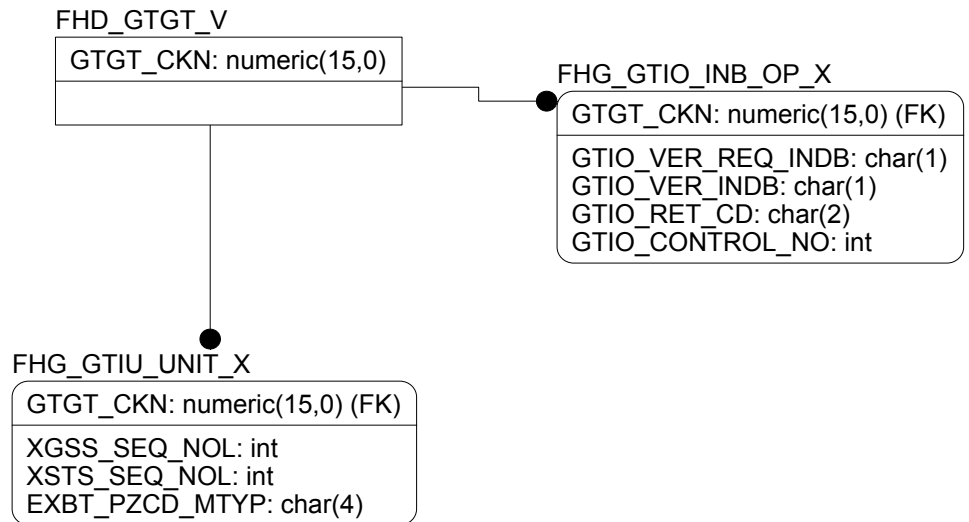 FHD_GTGT_V
GTGT_CKN: numeric(15,0)
FHG_GTIO_INB_OP_X
GTGT_CKN: numeric(15,0) (FK)
GTIO_VER_REQ_INDB: char(1)
GTIO_VER_INDB: char(1)
GTIO_RET_CD: char(2)
GTIO_CONTROL_NO: int
FHG_GTIU_UNIT_X
GTGT_CKN: numeric(15,0) (FK)
XGSS_SEQ_NOL: int
XSTS_SEQ_NOL: int
EXBT_PZCD_MTYP: char(4)